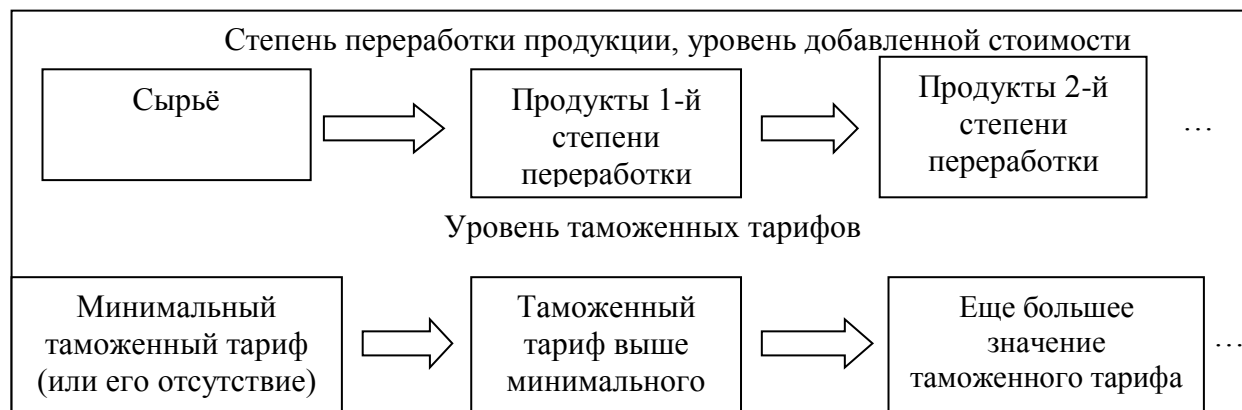 Степень переработки продукции, уровень добавленной стоимости
Сырьё
Продукты 1-й
степени
переработки
Продукты 2-й
степени
переработки
…
Уровень таможенных тарифов
Минимальный
таможенный тариф
(или его отсутствие)
Таможенный
тариф выше
минимального
Еще большее
значение
таможенного тарифа
…